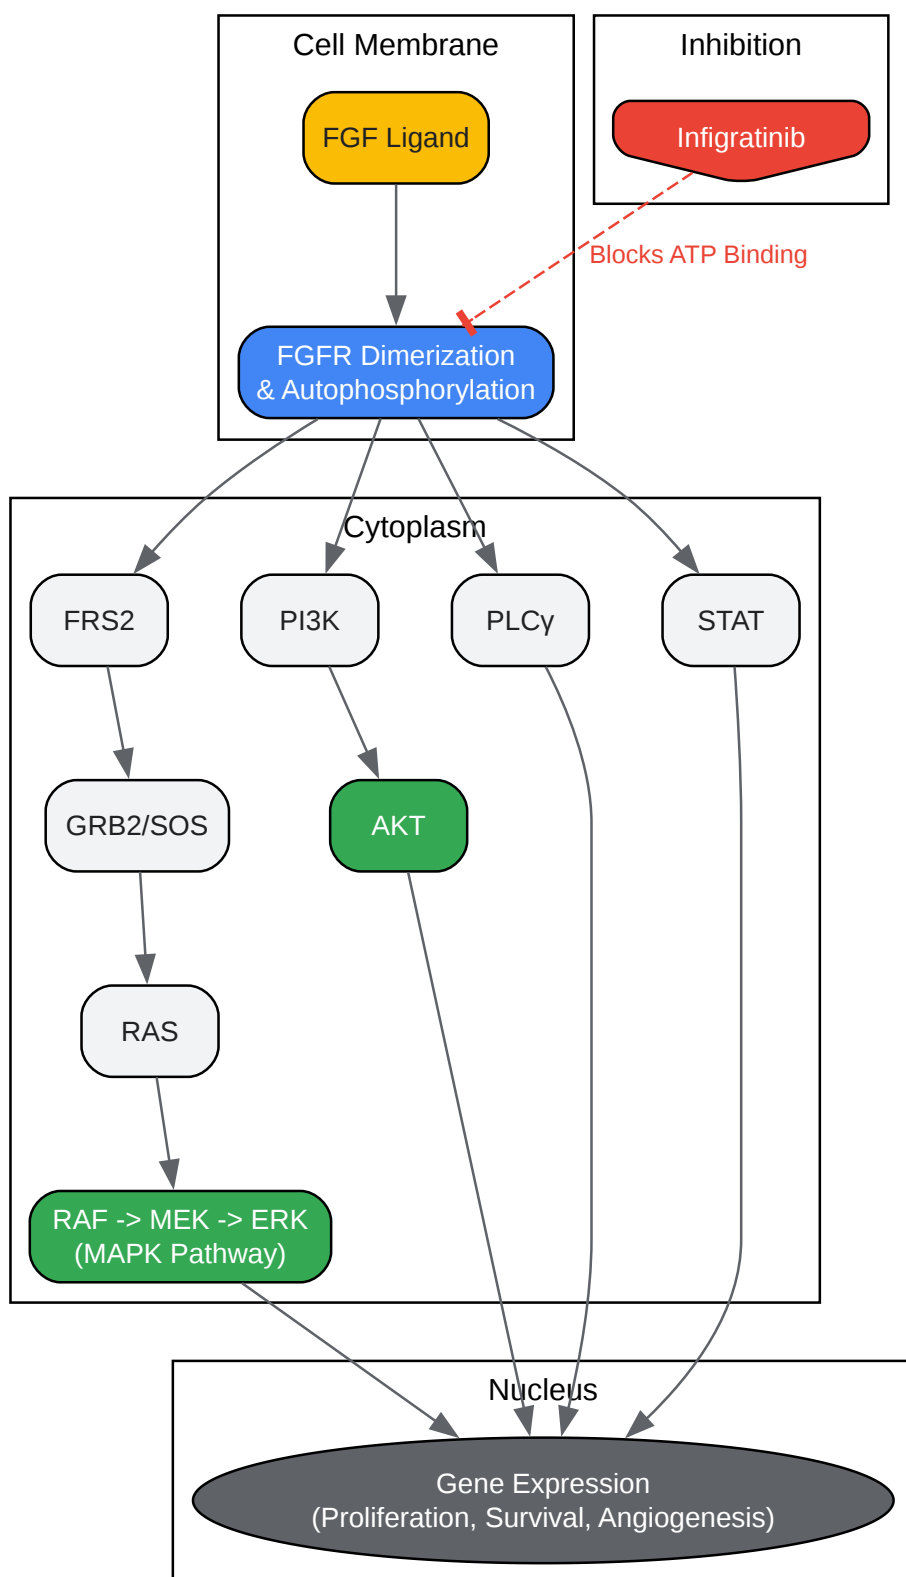 Cell Membrane
Inhibition
FGF Ligand
Infigratinib
Blocks ATP Binding
FGFR Dimerization
& Autophosphorylation
Cytoplasm
FRS2
PI3K
PLCγ
STAT
GRB2/SOS
AKT
RAS
RAF -> MEK -> ERK
(MAPK Pathway)
Nucleus
Gene Expression
(Proliferation, Survival, Angiogenesis)